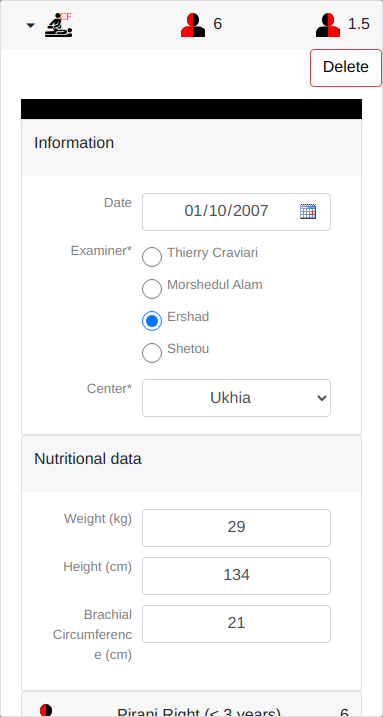 CF 6 1.5
Delete
Information
Date 01/10/2007
Examiner* Thierry Craviari
Morshedul Alam
Ershad
Shetou
Center* Ukhia
Nutritional data
Weight (kg) 29
Height (cm) 134
Brachial
Circumferenc
e (cm)
21
Pirani Right (< 3 years) 6